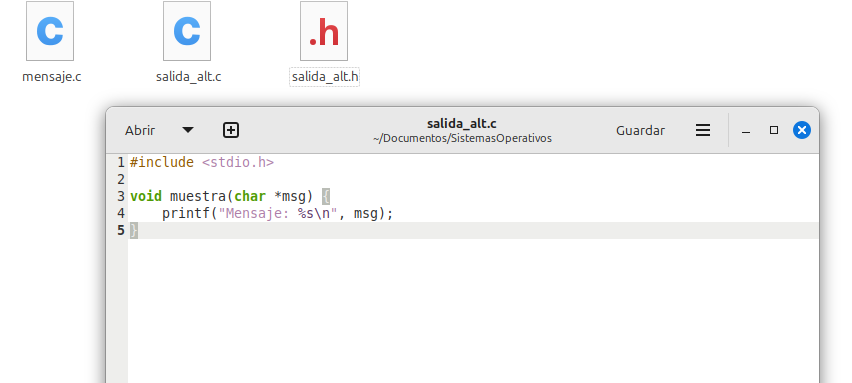 C
C
.h
mensaje.c
salida_alt.c
salida_alt.h
Abrir
salida_alt.c
~/Documentos/SistemasOperativos
Guardar
1 #include <stdio.h>
2
3 void muestra(char *msg) {
4     printf("Mensaje: %s\n", msg);
5 }